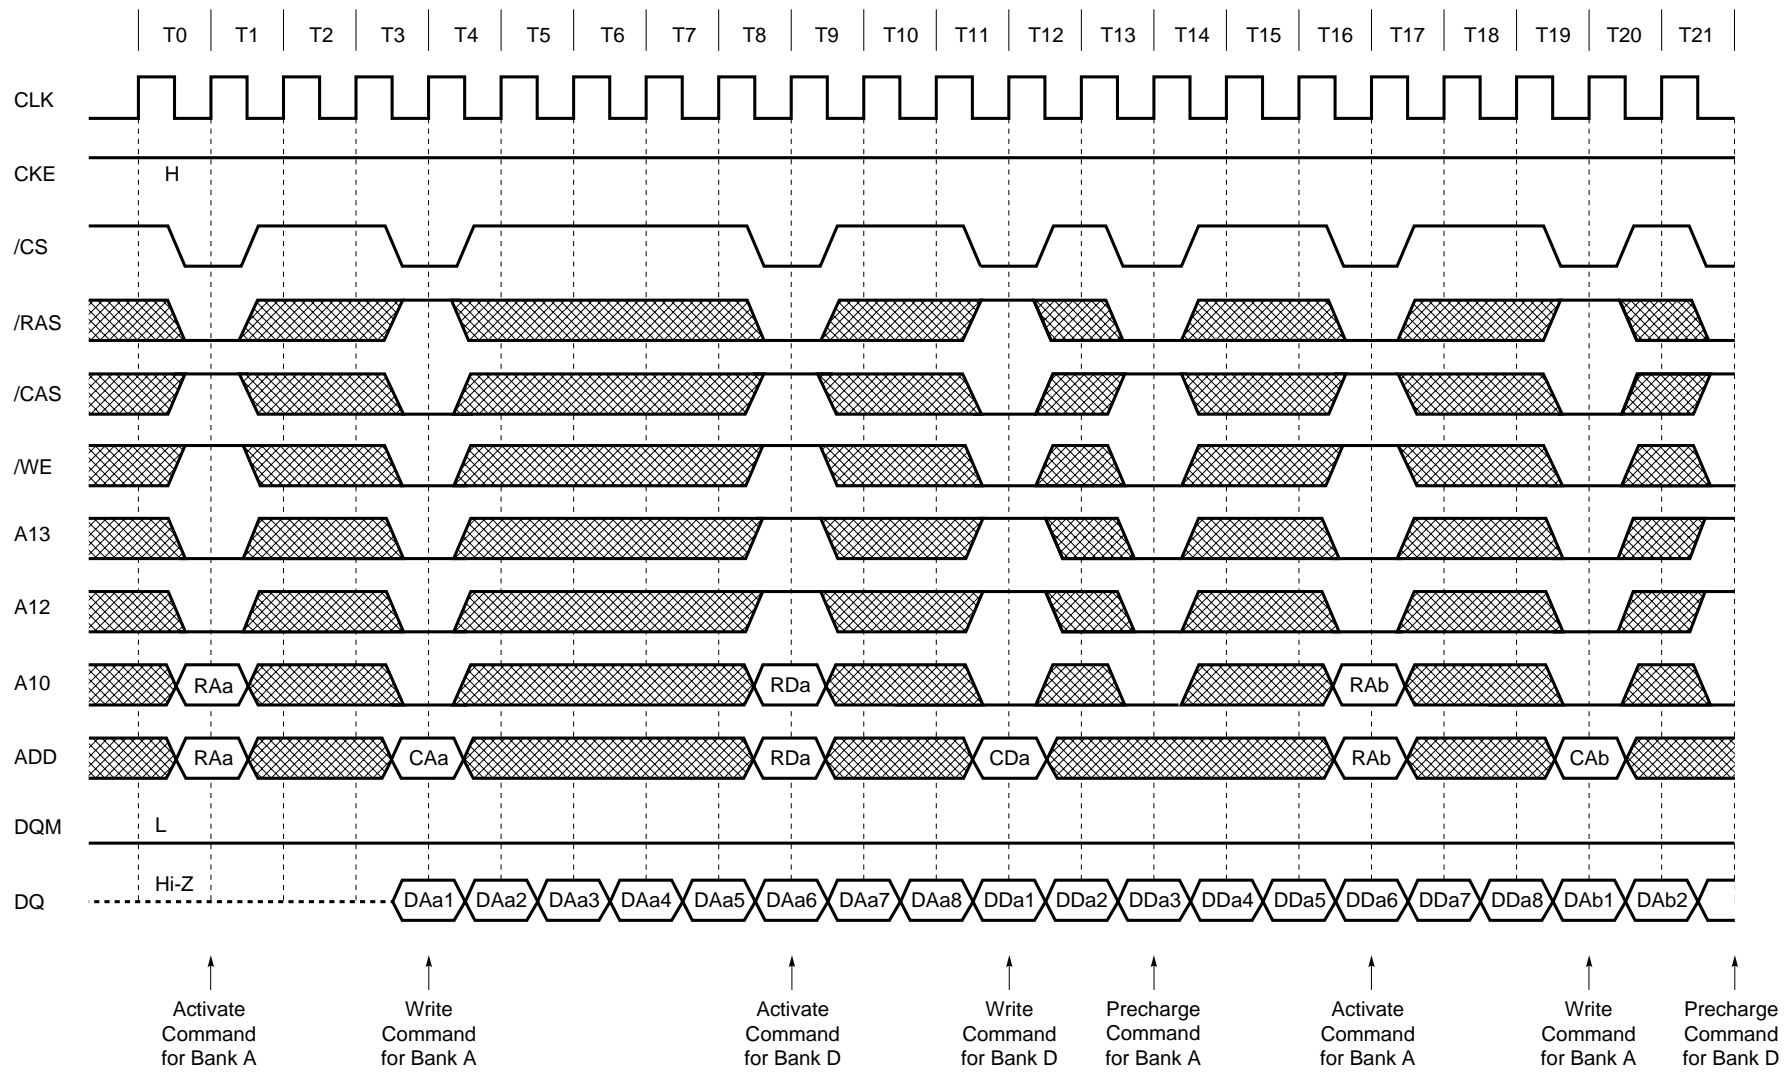 T0 T1 T2 T3 T4 T5 T6 T7 T8 T9 T10 T11 T12 T13 T14 T15 T16 T17 T18 T19 T20 T21
CLK
CKE H
/CS
/RAS
/CAS
/WE
A13
A12
A10 RAa RDa RAb
ADD RAa CAa RDa CDa RAb CAb
DQM L
DQ Hi-Z DAa1 DAa2 DAa3 DAa4 DAa5 DAa6 DAa7 DAa8 DDa1 DDa2 DDa3 DDa4 DDa5 DDa6 DDa7 DDa8 DAb1 DAb2
Activate
Command
for Bank A
Write
Command
for Bank A
Activate
Command
for Bank D
Write
Command
for Bank D
Precharge
Command
for Bank A
Activate
Command
for Bank A
Write
Command
for Bank A
Precharge
Command
for Bank D